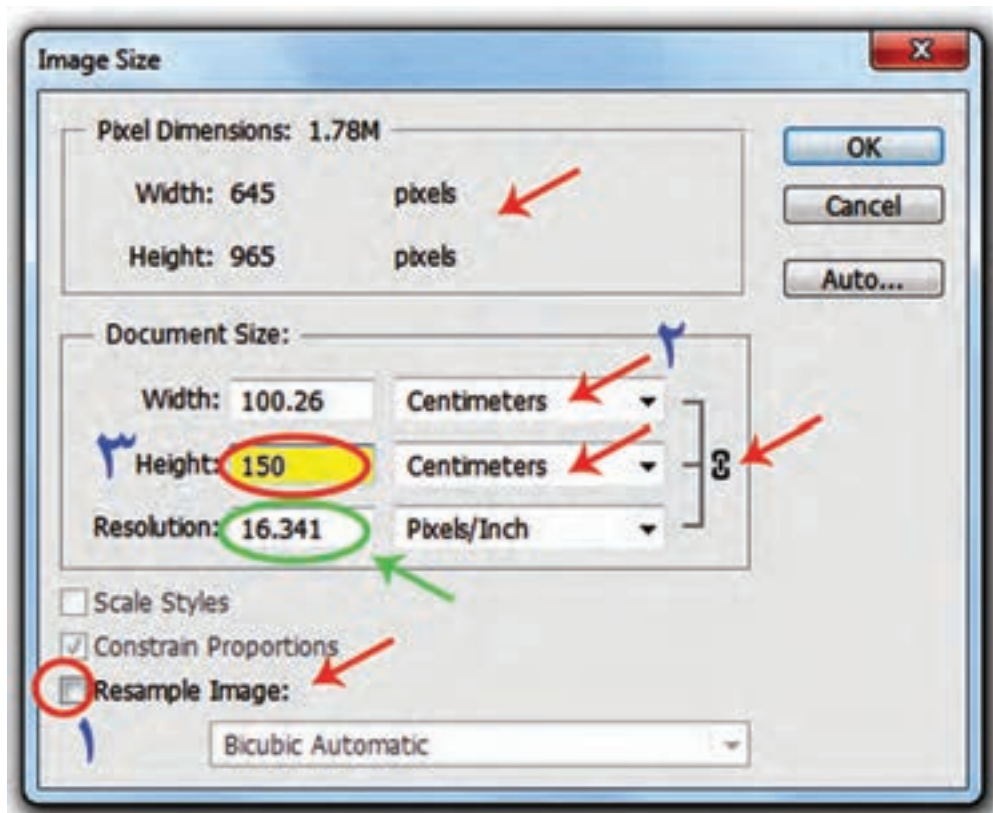 Image Size
Pixel Dimensions: 1.78M
Width: 645 pixels
Height: 965 pixels
OK
Cancel
Auto...
Document Size:
۲
Width: 100.26 Centimeters
۳ Height: 150 Centimeters
Resolution: 16.341 Pixels/Inch
Scale Styles
Constrain Proportions
Resample Image:
۱
Bicubic Automatic